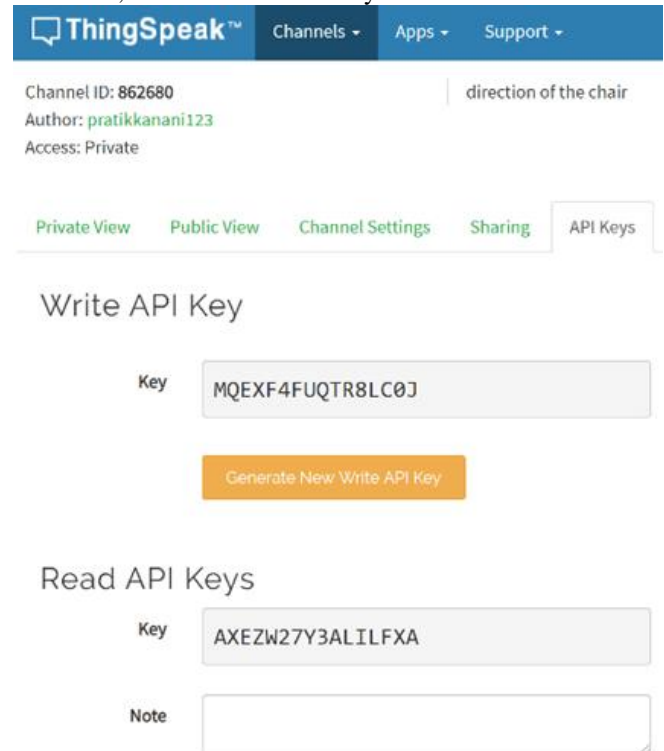 ThingSpeak™ Channels Apps Support
Channel ID: 862680 direction of the chair
Author: pratikkanani123
Access: Private
Private View Public View Channel Settings Sharing API Keys
Write API Key
Key MQEXF4FUQTR8LC0J
Generate New Write API Key
Read API Keys
Key AXEZW27Y3ALILFXA
Note